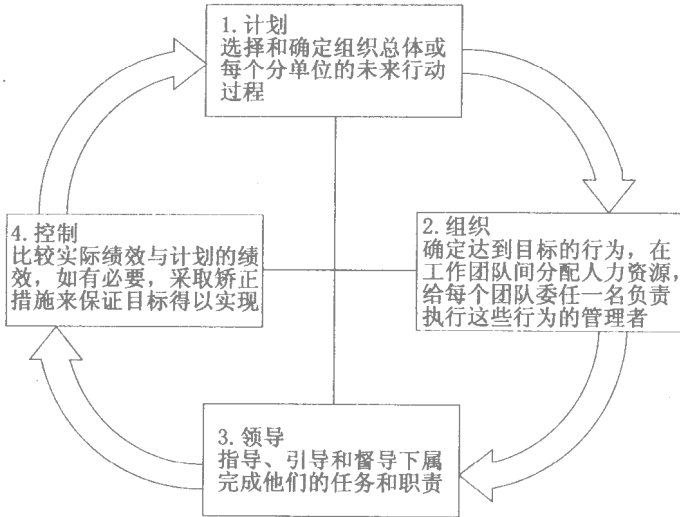 1. 计划
选择和确定组织总体或
每个分单位的未来行动
过程
2. 组织
确定达到目标的行为，在
工作团队间分配人力资源，
给每个团队委任一名负责
执行这些行为的管理者
3. 领导
指导、引导和督导下属
完成他们的任务和职责
4. 控制
比较实际绩效与计划的绩
效，如有必要，采取矫正
措施来保证目标得以实现